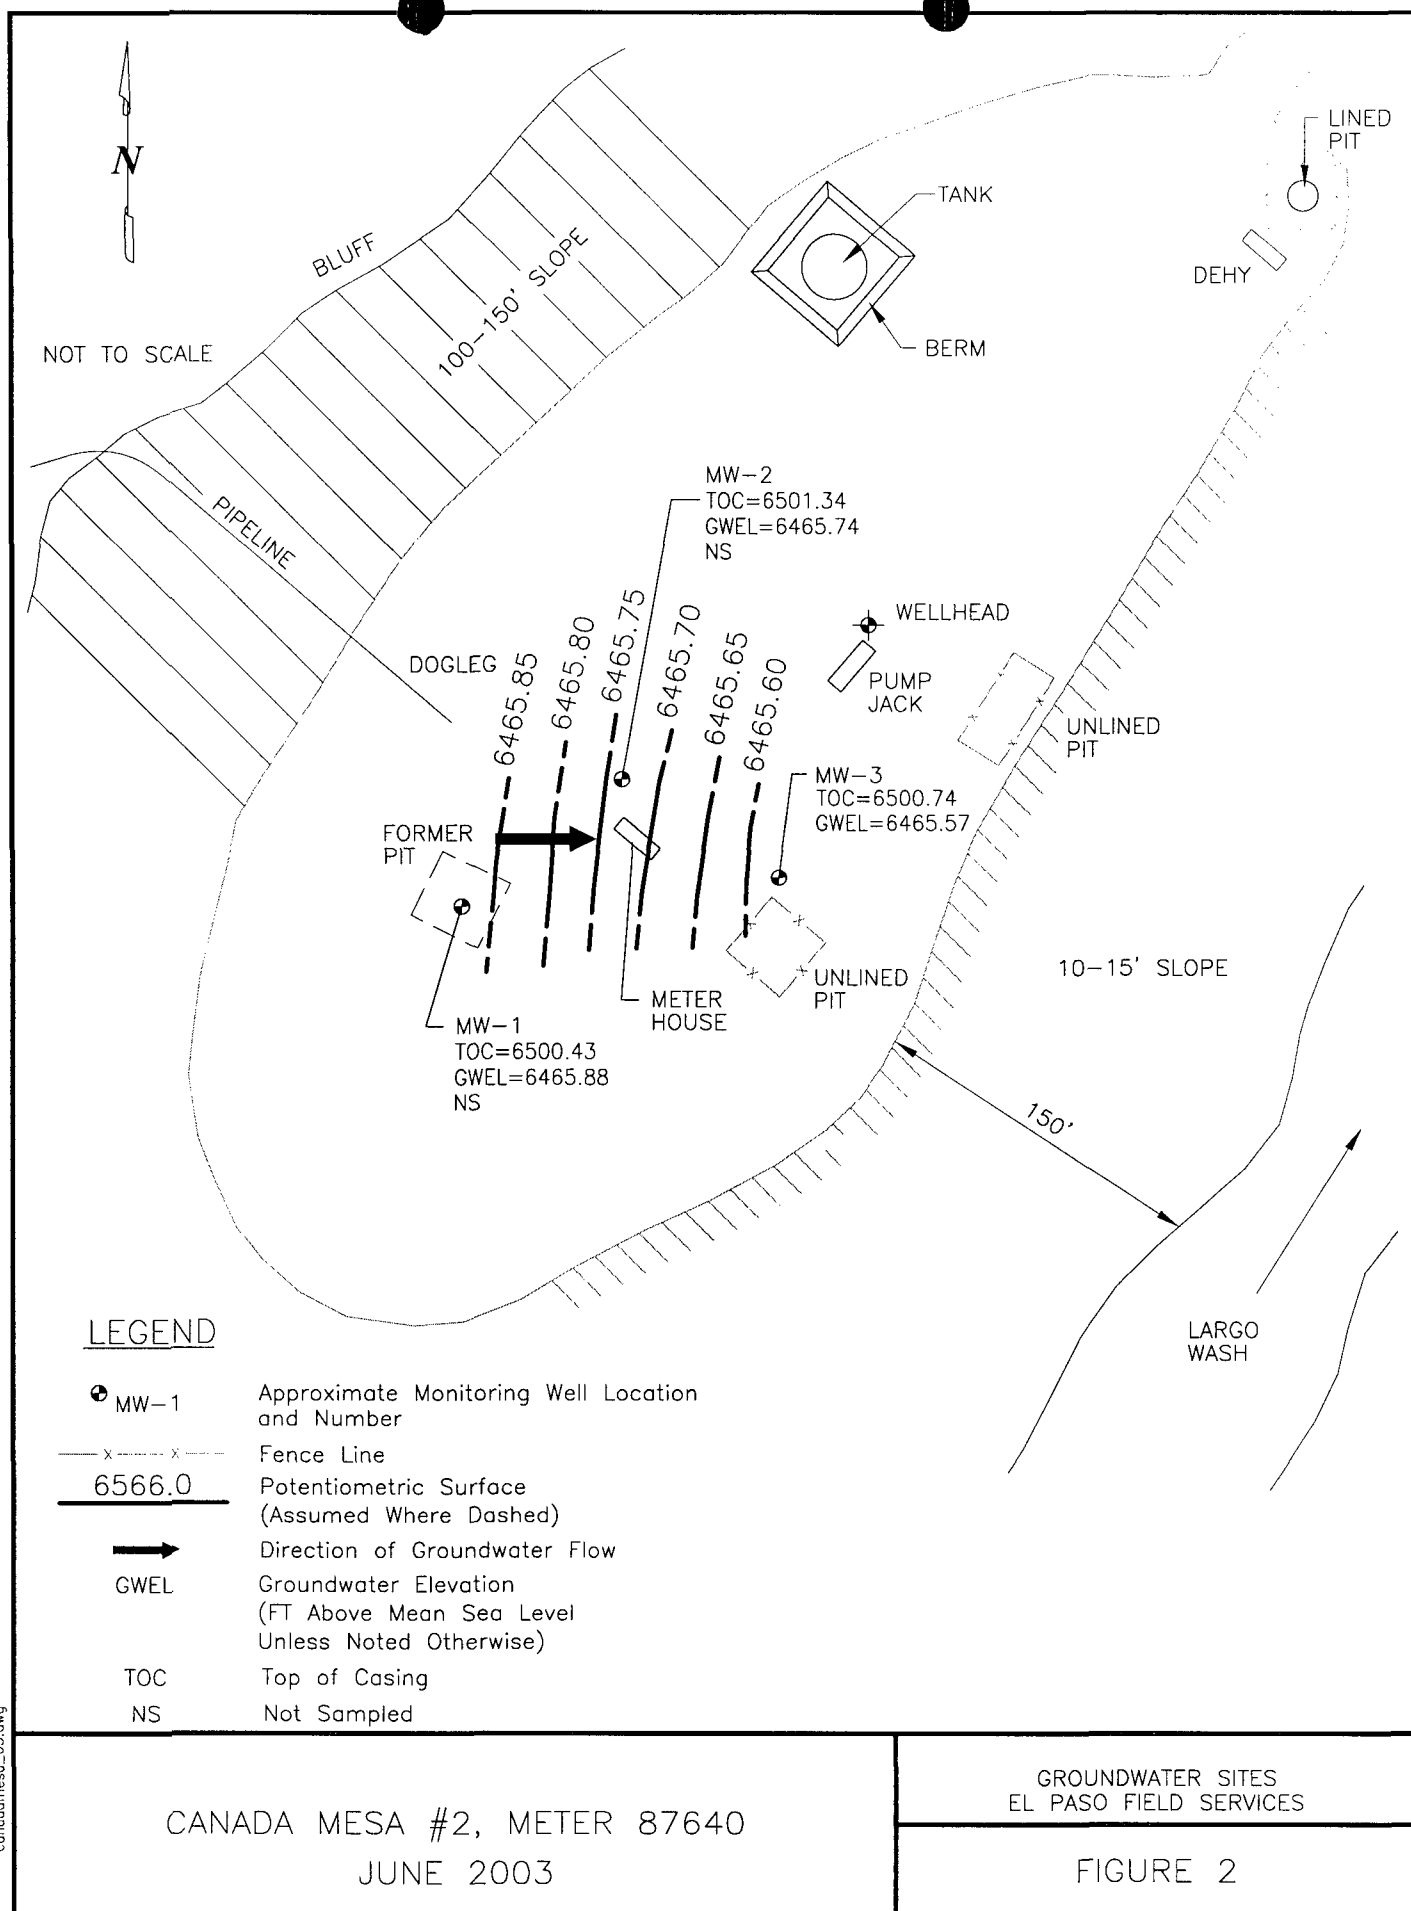 N
LINED
PIT
TANK
DEHY
BERM
BLUFF
100-150' SLOPE
NOT TO SCALE
PIPELINE
MW-2
TOC=6501.34
GWEL=6465.74
NS
WELLHEAD
PUMP
JACK
DOGLEG
6465.85
6465.80
6465.75
6465.70
6465.65
6465.60
UNLINED
PIT
MW-3
TOC=6500.74
GWEL=6465.57
FORMER
PIT
10-15' SLOPE
UNLINED
PIT
METER
HOUSE
MW-1
TOC=6500.43
GWEL=6465.88
NS
150'
LARGO
WASH
LEGEND
MW-1 Approximate Monitoring Well Location
and Number
x x Fence Line
6566.0 Potentiometric Surface
(Assumed Where Dashed)
Direction of Groundwater Flow
GWEL Groundwater Elevation
(FT Above Mean Sea Level
Unless Noted Otherwise)
TOC Top of Casing
NS Not Sampled
CANADA MESA #2, METER 87640
JUNE 2003
GROUNDWATER SITES
EL PASO FIELD SERVICES
FIGURE 2